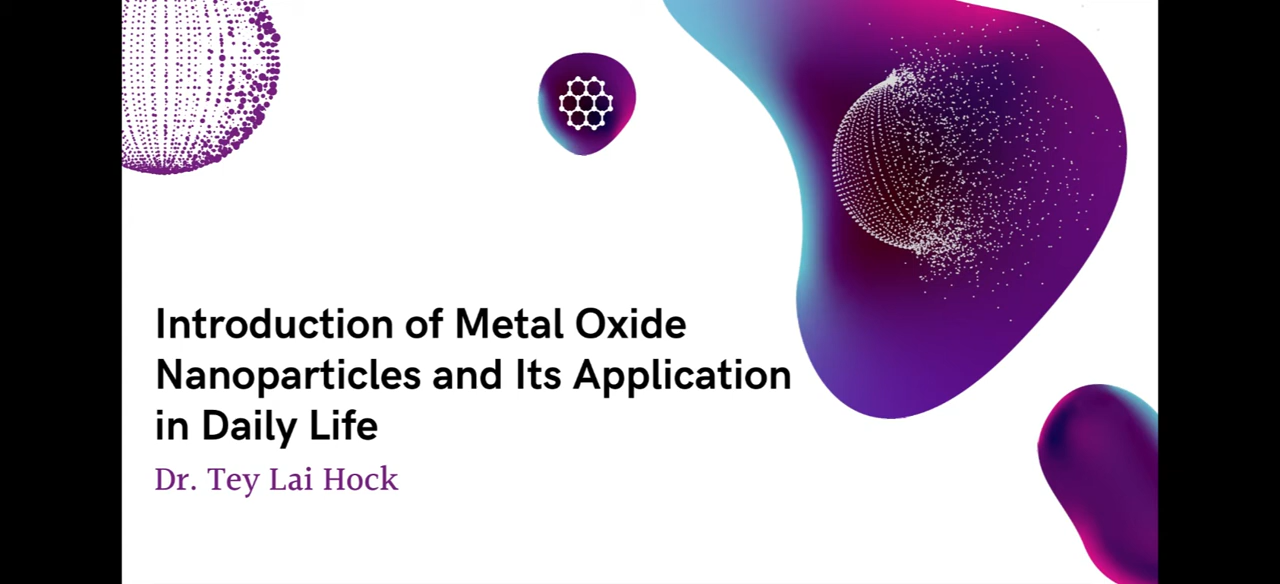 Introduction of Metal Oxide
Nanoparticles and Its Application
in Daily Life
Dr. Tey Lai Hock